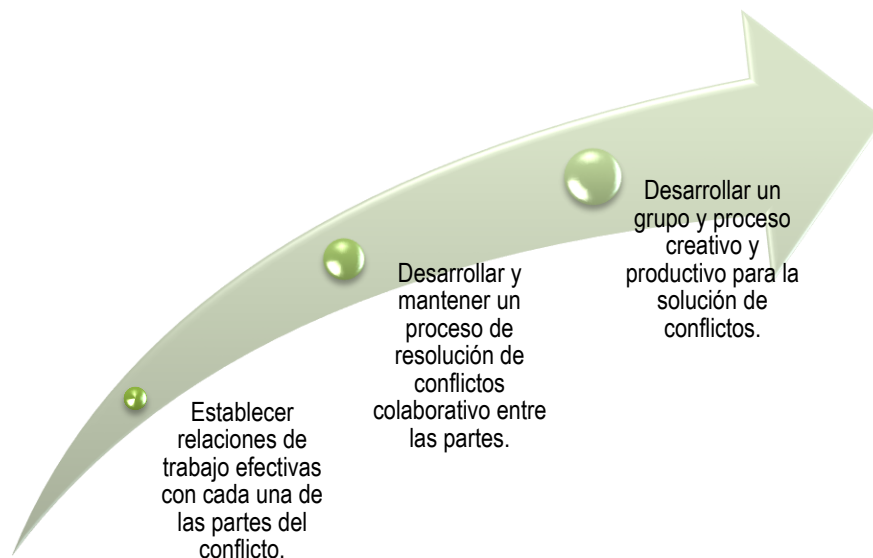 Establecer
relaciones de
trabajo efectivas
con cada una de
las partes del
conflicto.
Desarrollar y
mantener un
proceso de
resolución de
conflictos
colaborativo entre
las partes.
Desarrollar un
grupo y proceso
creativo y
productivo para la
solución de
conflictos.